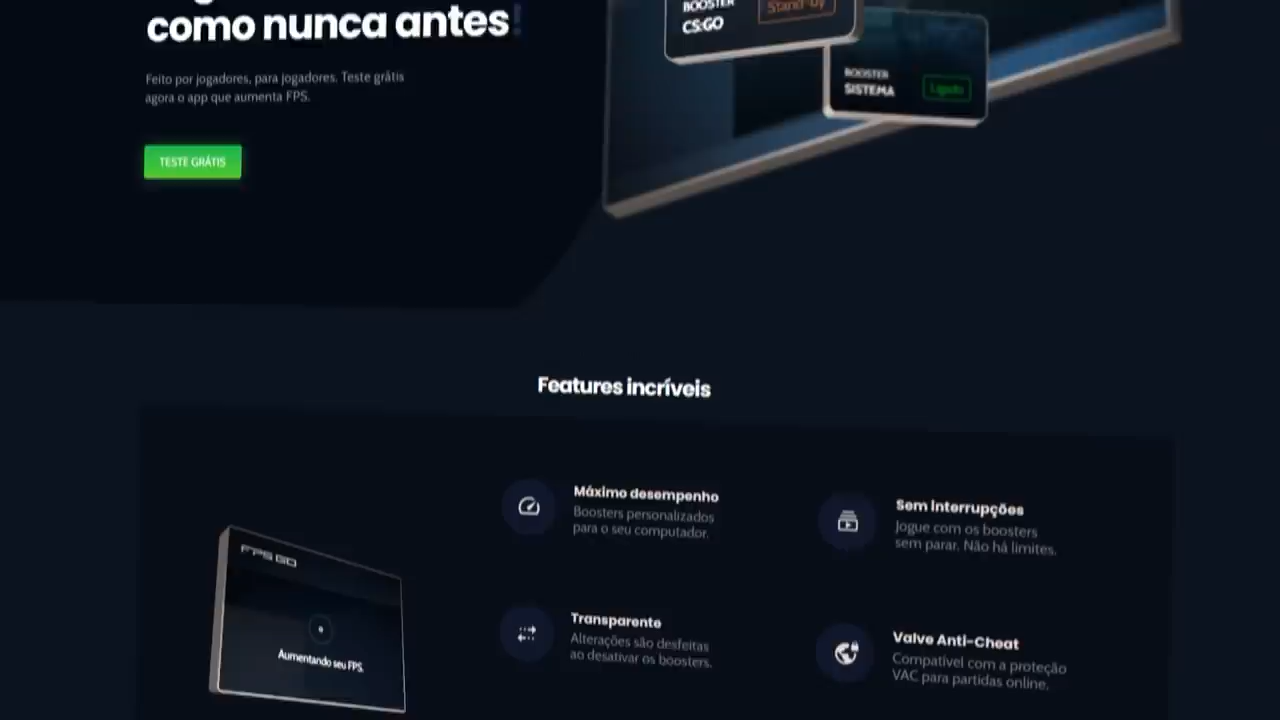 como nunca antes!
Feito por jogadores, para jogadores. Teste grátis
agora o app que aumenta FPS.
TESTE GRÁTIS
BOOSTER
CS:GO
Stand-by
BOOSTER
SISTEMA
Ligado
Features incríveis
Máximo desempenho
Boosters personalizados
para o seu computador.
Sem interrupções
Jogue com os boosters
sem parar. Não há limites.
FPS GO
Aumentando seu FPS.
Transparente
Alterações são desfeitas
ao desativar os boosters.
Valve Anti-Cheat
Compatível com a proteção
VAC para partidas online.